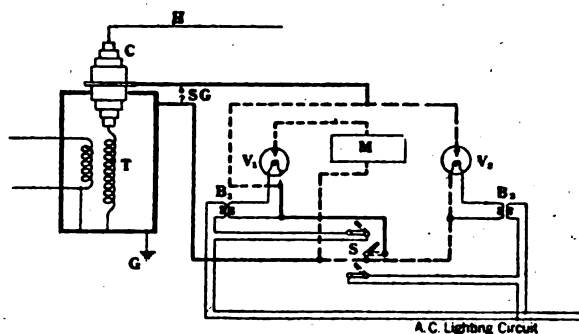 H
C
SG
V₁
M
V₂
T
B₁
B₂
S
G
A.C. Lighting Circuit